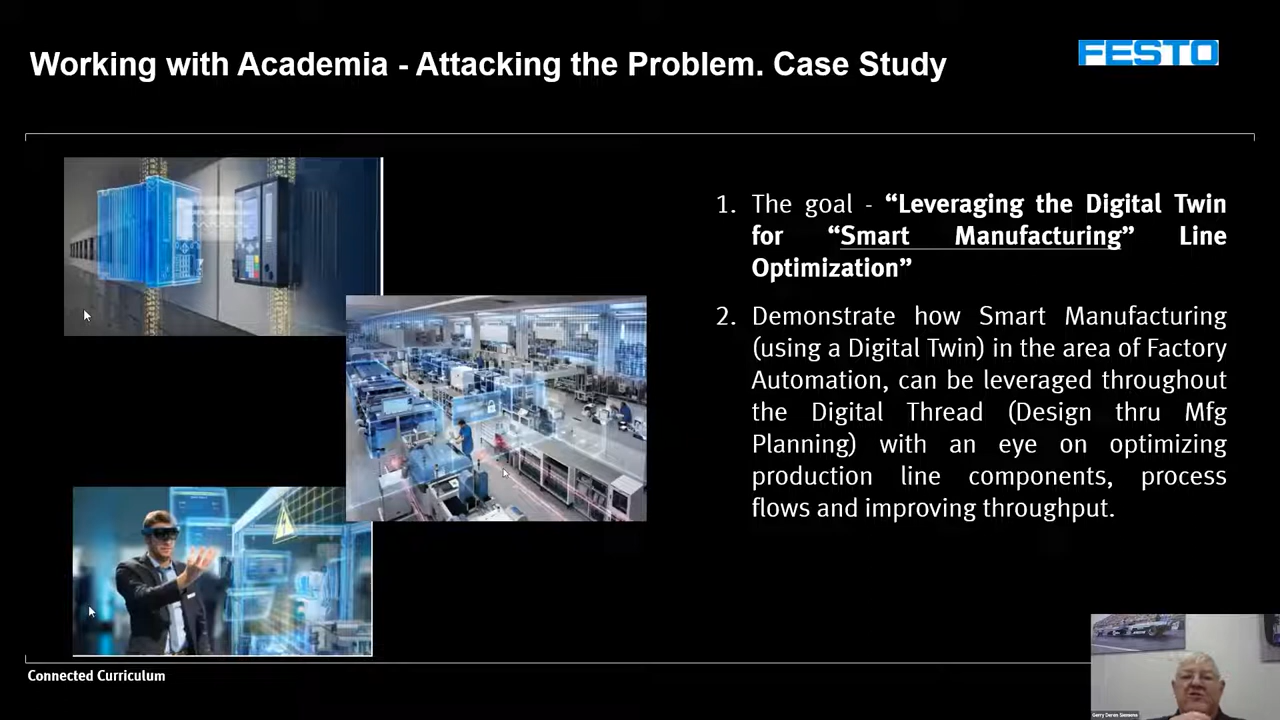 Working with Academia - Attacking the Problem. Case Study
FESTO
1. The goal - “Leveraging the Digital Twin
for “Smart Manufacturing” Line
Optimization”
2. Demonstrate how Smart Manufacturing
(using a Digital Twin) in the area of Factory
Automation, can be leveraged throughout
the Digital Thread (Design thru Mfg
Planning) with an eye on optimizing
production line components, process
flows and improving throughput.
Connected Curriculum